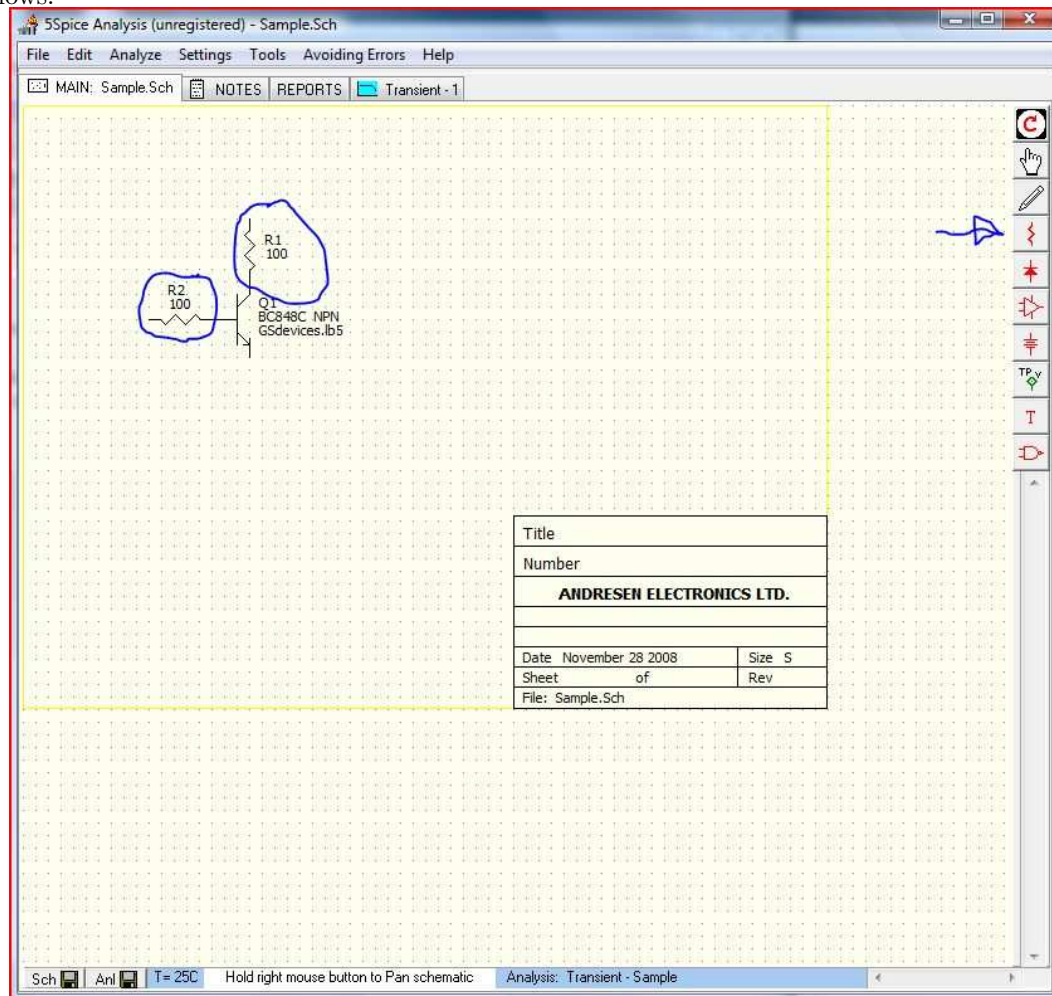 lows:
5Spice Analysis (unregistered) - Sample.Sch
File Edit Analyze Settings Tools Avoiding Errors Help
MAIN: Sample.Sch NOTES REPORTS Transient - 1
R1
100
R2
100
Q1
BC848C NPN
GSdevices.lb5
C
TP v
T
Title
Number
ANDRESEN ELECTRONICS LTD.
Date November 28 2008 Size S
Sheet of Rev
File: Sample.Sch
Sch Anl T= 25C Hold right mouse button to Pan schematic Analysis: Transient - Sample